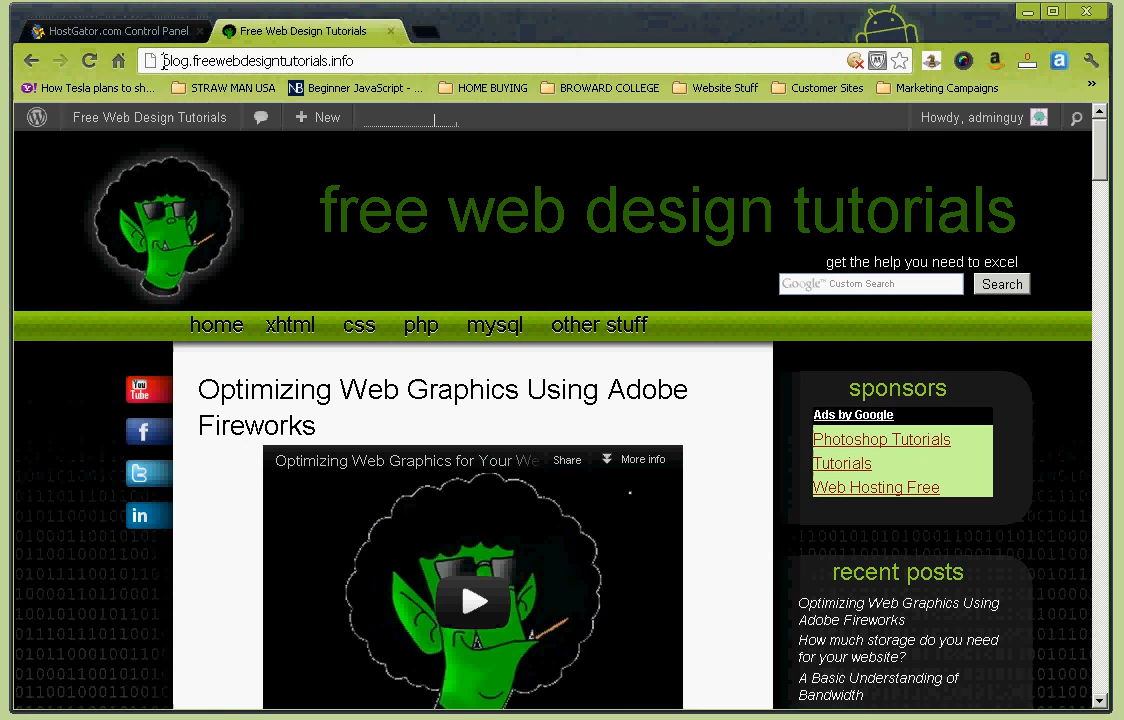 HostGator.com Control Panel
Free Web Design Tutorials
blog.freewebdesigntutorials.info
How Tesla plans to sh...
STRAW MAN USA
NB Beginner JavaScript - ...
HOME BUYING
BROWARD COLLEGE
Website Stuff
Customer Sites
Marketing Campaigns
»
Free Web Design Tutorials
+ New
Howdy, adminguy
free web design tutorials
get the help you need to excel
Google™ Custom Search
Search
home xhtml css php mysql other stuff
You Tube
f
t
in
Optimizing Web Graphics Using Adobe
Fireworks
Optimizing Web Graphics for Your We
Share
More info
sponsors
Ads by Google
Photoshop Tutorials
Tutorials
Web Hosting Free
recent posts
Optimizing Web Graphics Using
Adobe Fireworks
How much storage do you need
for your website?
A Basic Understanding of
Bandwidth